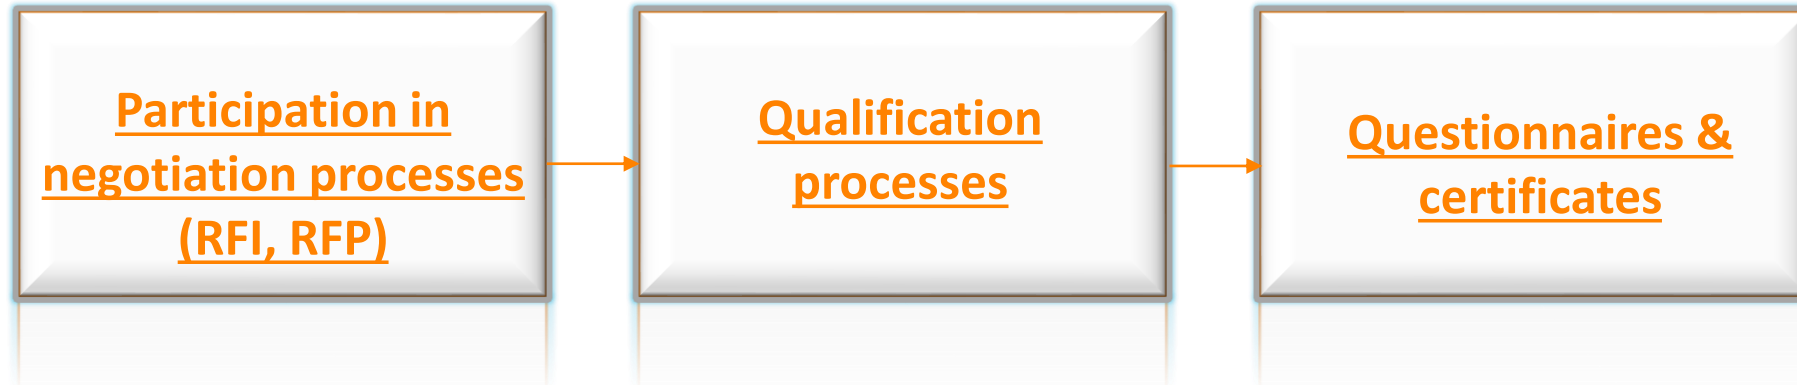 Participation in
negotiation processes
(RFI, RFP)
Qualification
processes
Questionnaires &
certificates